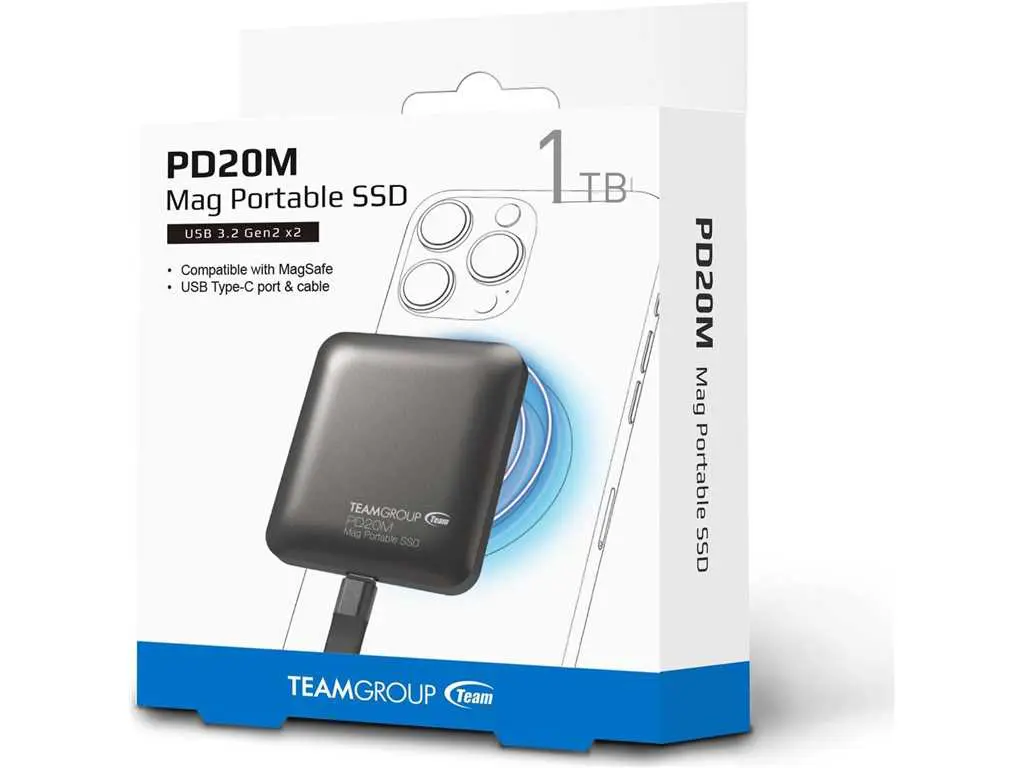 PD20M
Mag Portable SSD
USB 3.2 Gen2 x2
• Compatible with MagSafe
• USB Type-C port & cable
1TB
TEAMGROUP Team
PD20M
Mag Portable SSD
TEAMGROUP Team
PD20M Mag Portable SSD